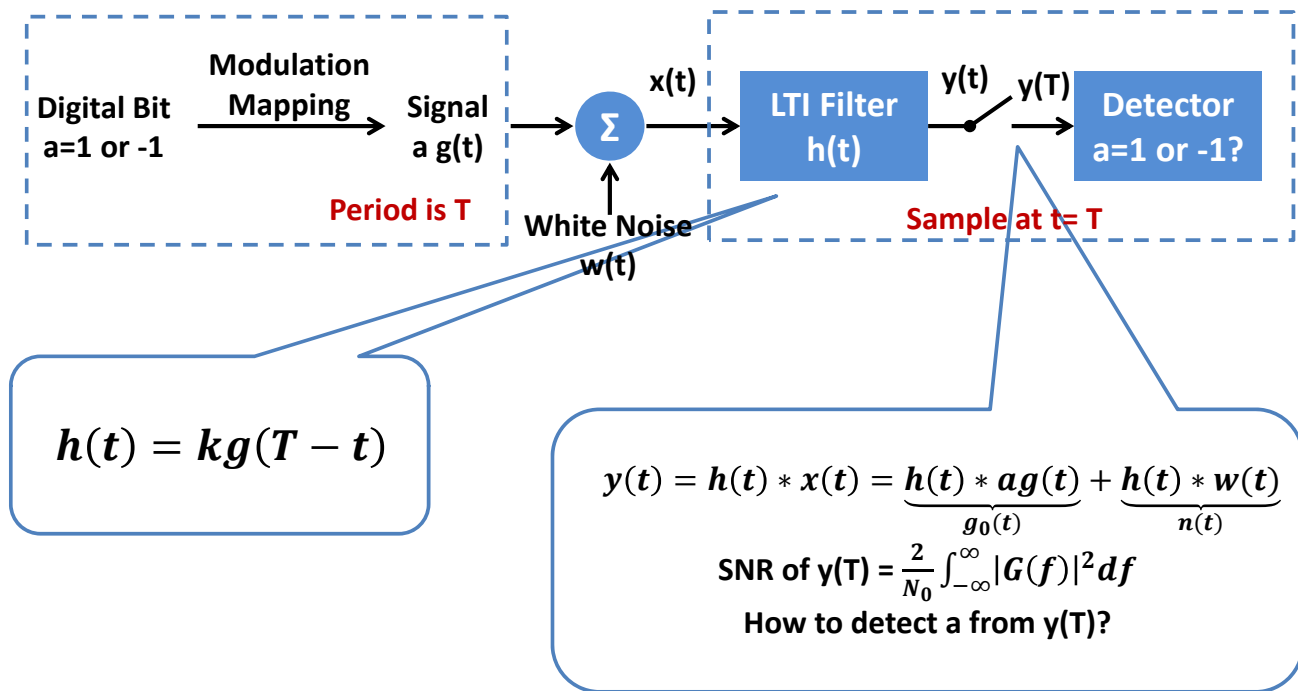 Digital Bit
a=1 or -1
Modulation
Mapping
Signal
a g(t)
Period is T
Σ
White Noise
w(t)
x(t)
LTI Filter
h(t)
y(t)
y(T)
Detector
a=1 or -1?
Sample at t= T
h(t) = kg(T − t)
y(t) = h(t) ∗ x(t) = h(t) ∗ ag(t) + h(t) ∗ w(t)
g₀(t) n(t)
SNR of y(T) = 2/N₀ ∫_{-∞}^{∞} |G(f)|² df
How to detect a from y(T)?